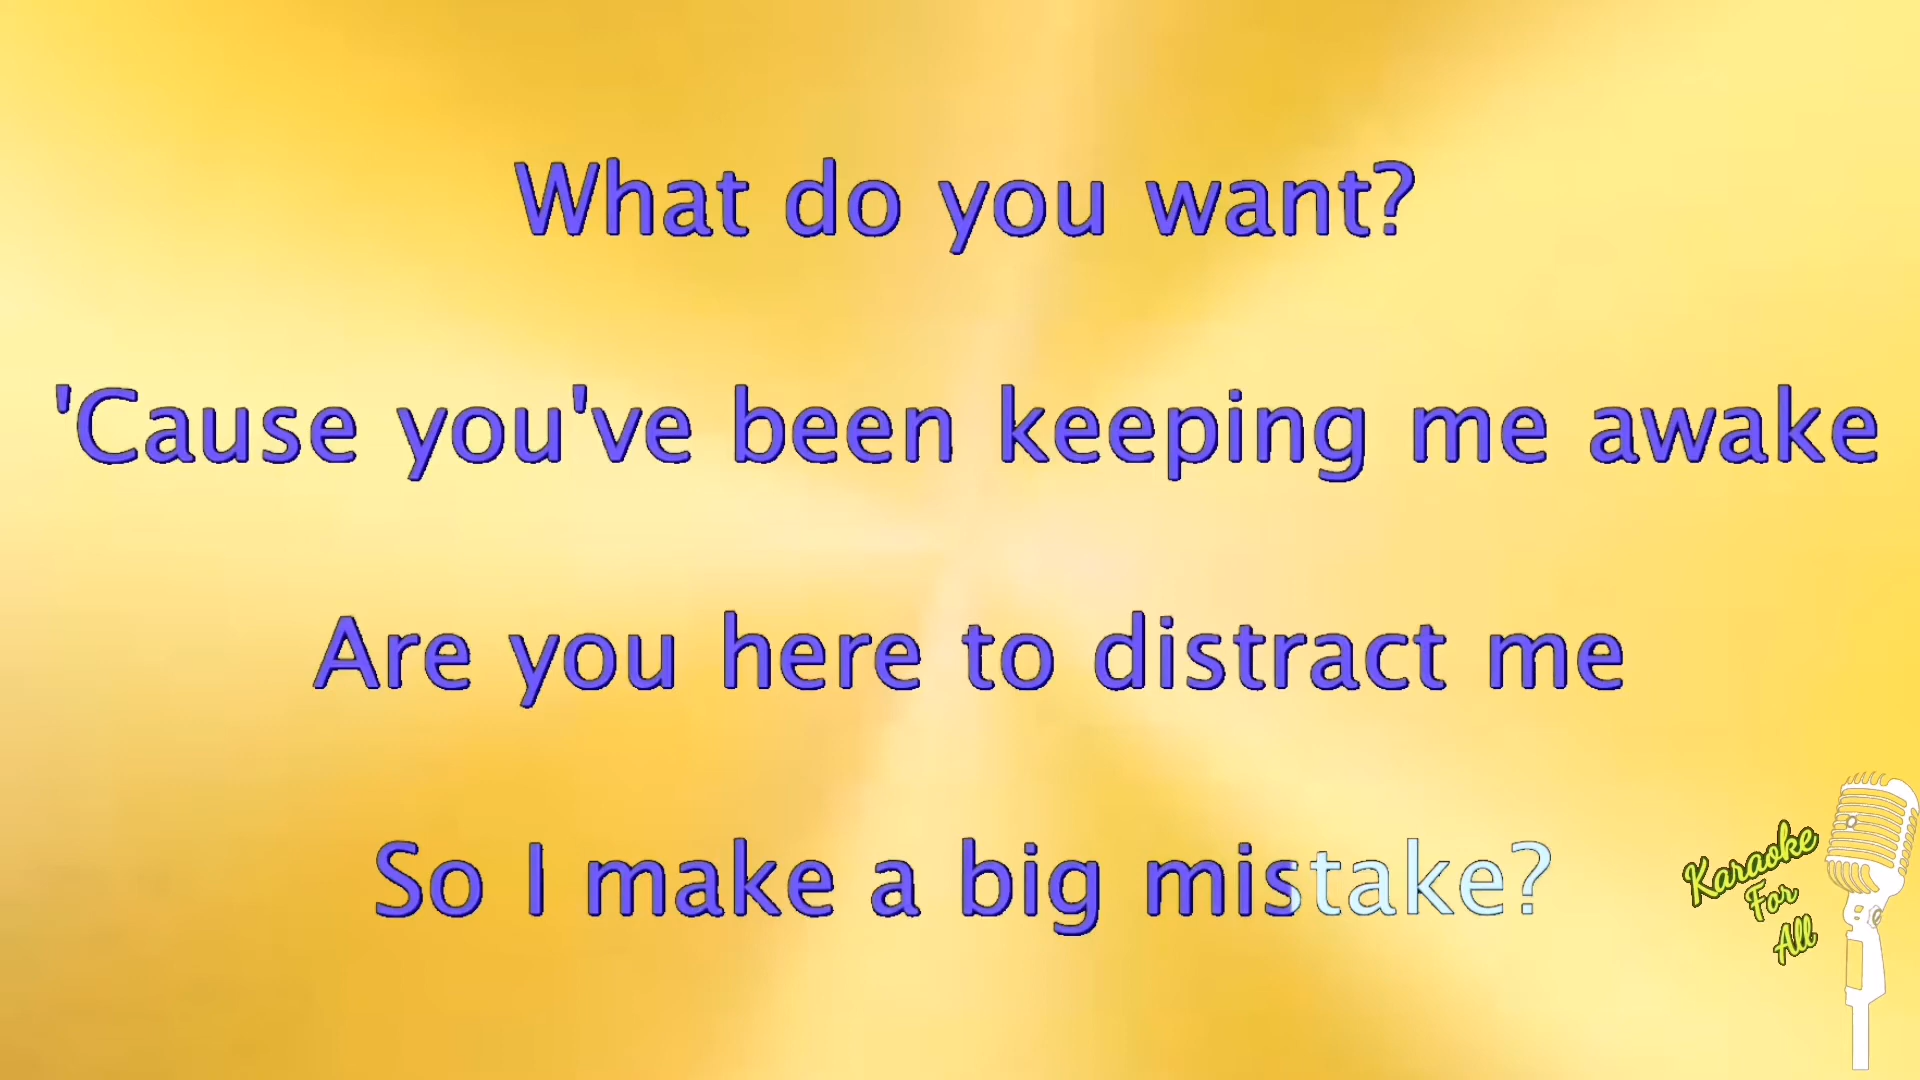 What do you want?
'Cause you've been keeping me awake
Are you here to distract me
So I make a big mistake?
Karaoke
For
All